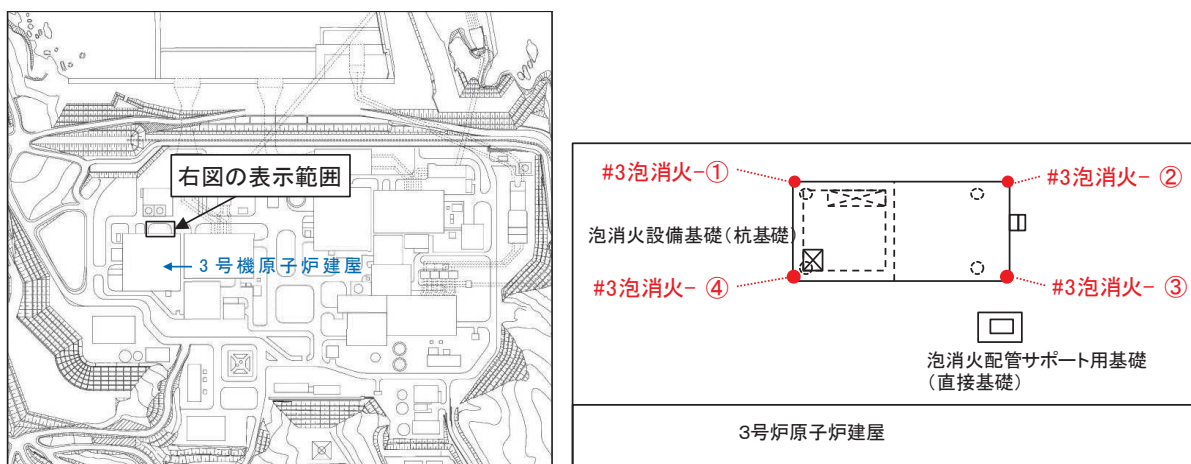 右図の表示範囲
3号機原子炉建屋
#3泡消火-①
#3泡消火- ②
泡消火設備基礎(杭基礎)
#3泡消火- ④
#3泡消火- ③
泡消火配管サポート用基礎
(直接基礎)
3号炉原子炉建屋